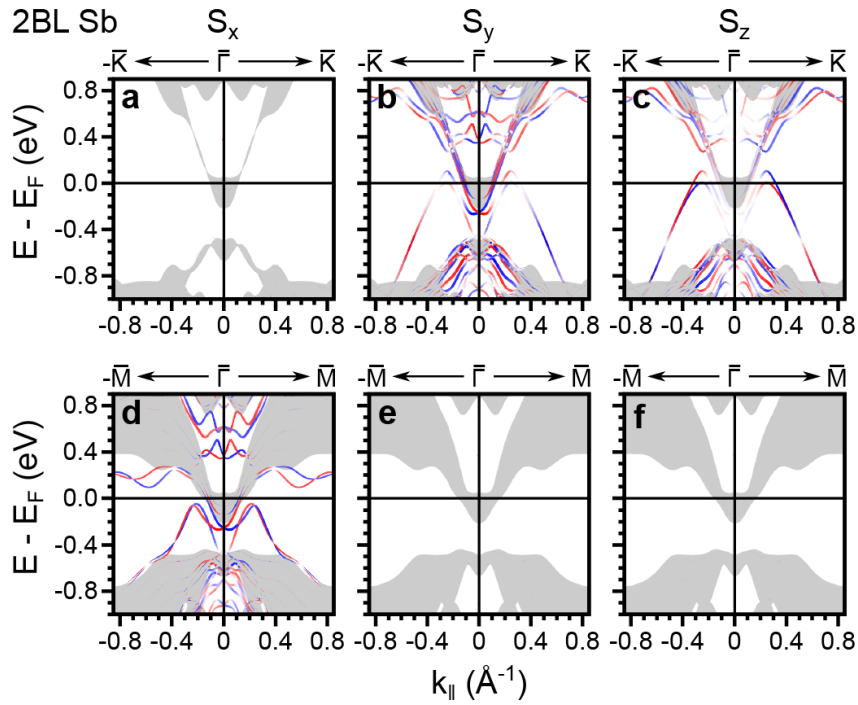 2BL Sb
S_x S_y S_z
-K̅ Γ̅ K̅ -K̅ Γ̅ K̅ -K̅ Γ̅ K̅
a b c
E - E_F (eV)
0.8
0.4
0.0
-0.4
-0.8
-0.8 -0.4 0 0.4 0.8 -0.8 -0.4 0 0.4 0.8 -0.8 -0.4 0 0.4 0.8
-M̅ Γ̅ M̅ -M̅ Γ̅ M̅ -M̅ Γ̅ M̅
d e f
E - E_F (eV)
0.8
0.4
0.0
-0.4
-0.8
-0.8 -0.4 0 0.4 0.8 -0.8 -0.4 0 0.4 0.8 -0.8 -0.4 0 0.4 0.8
k_∥ (Å⁻¹)